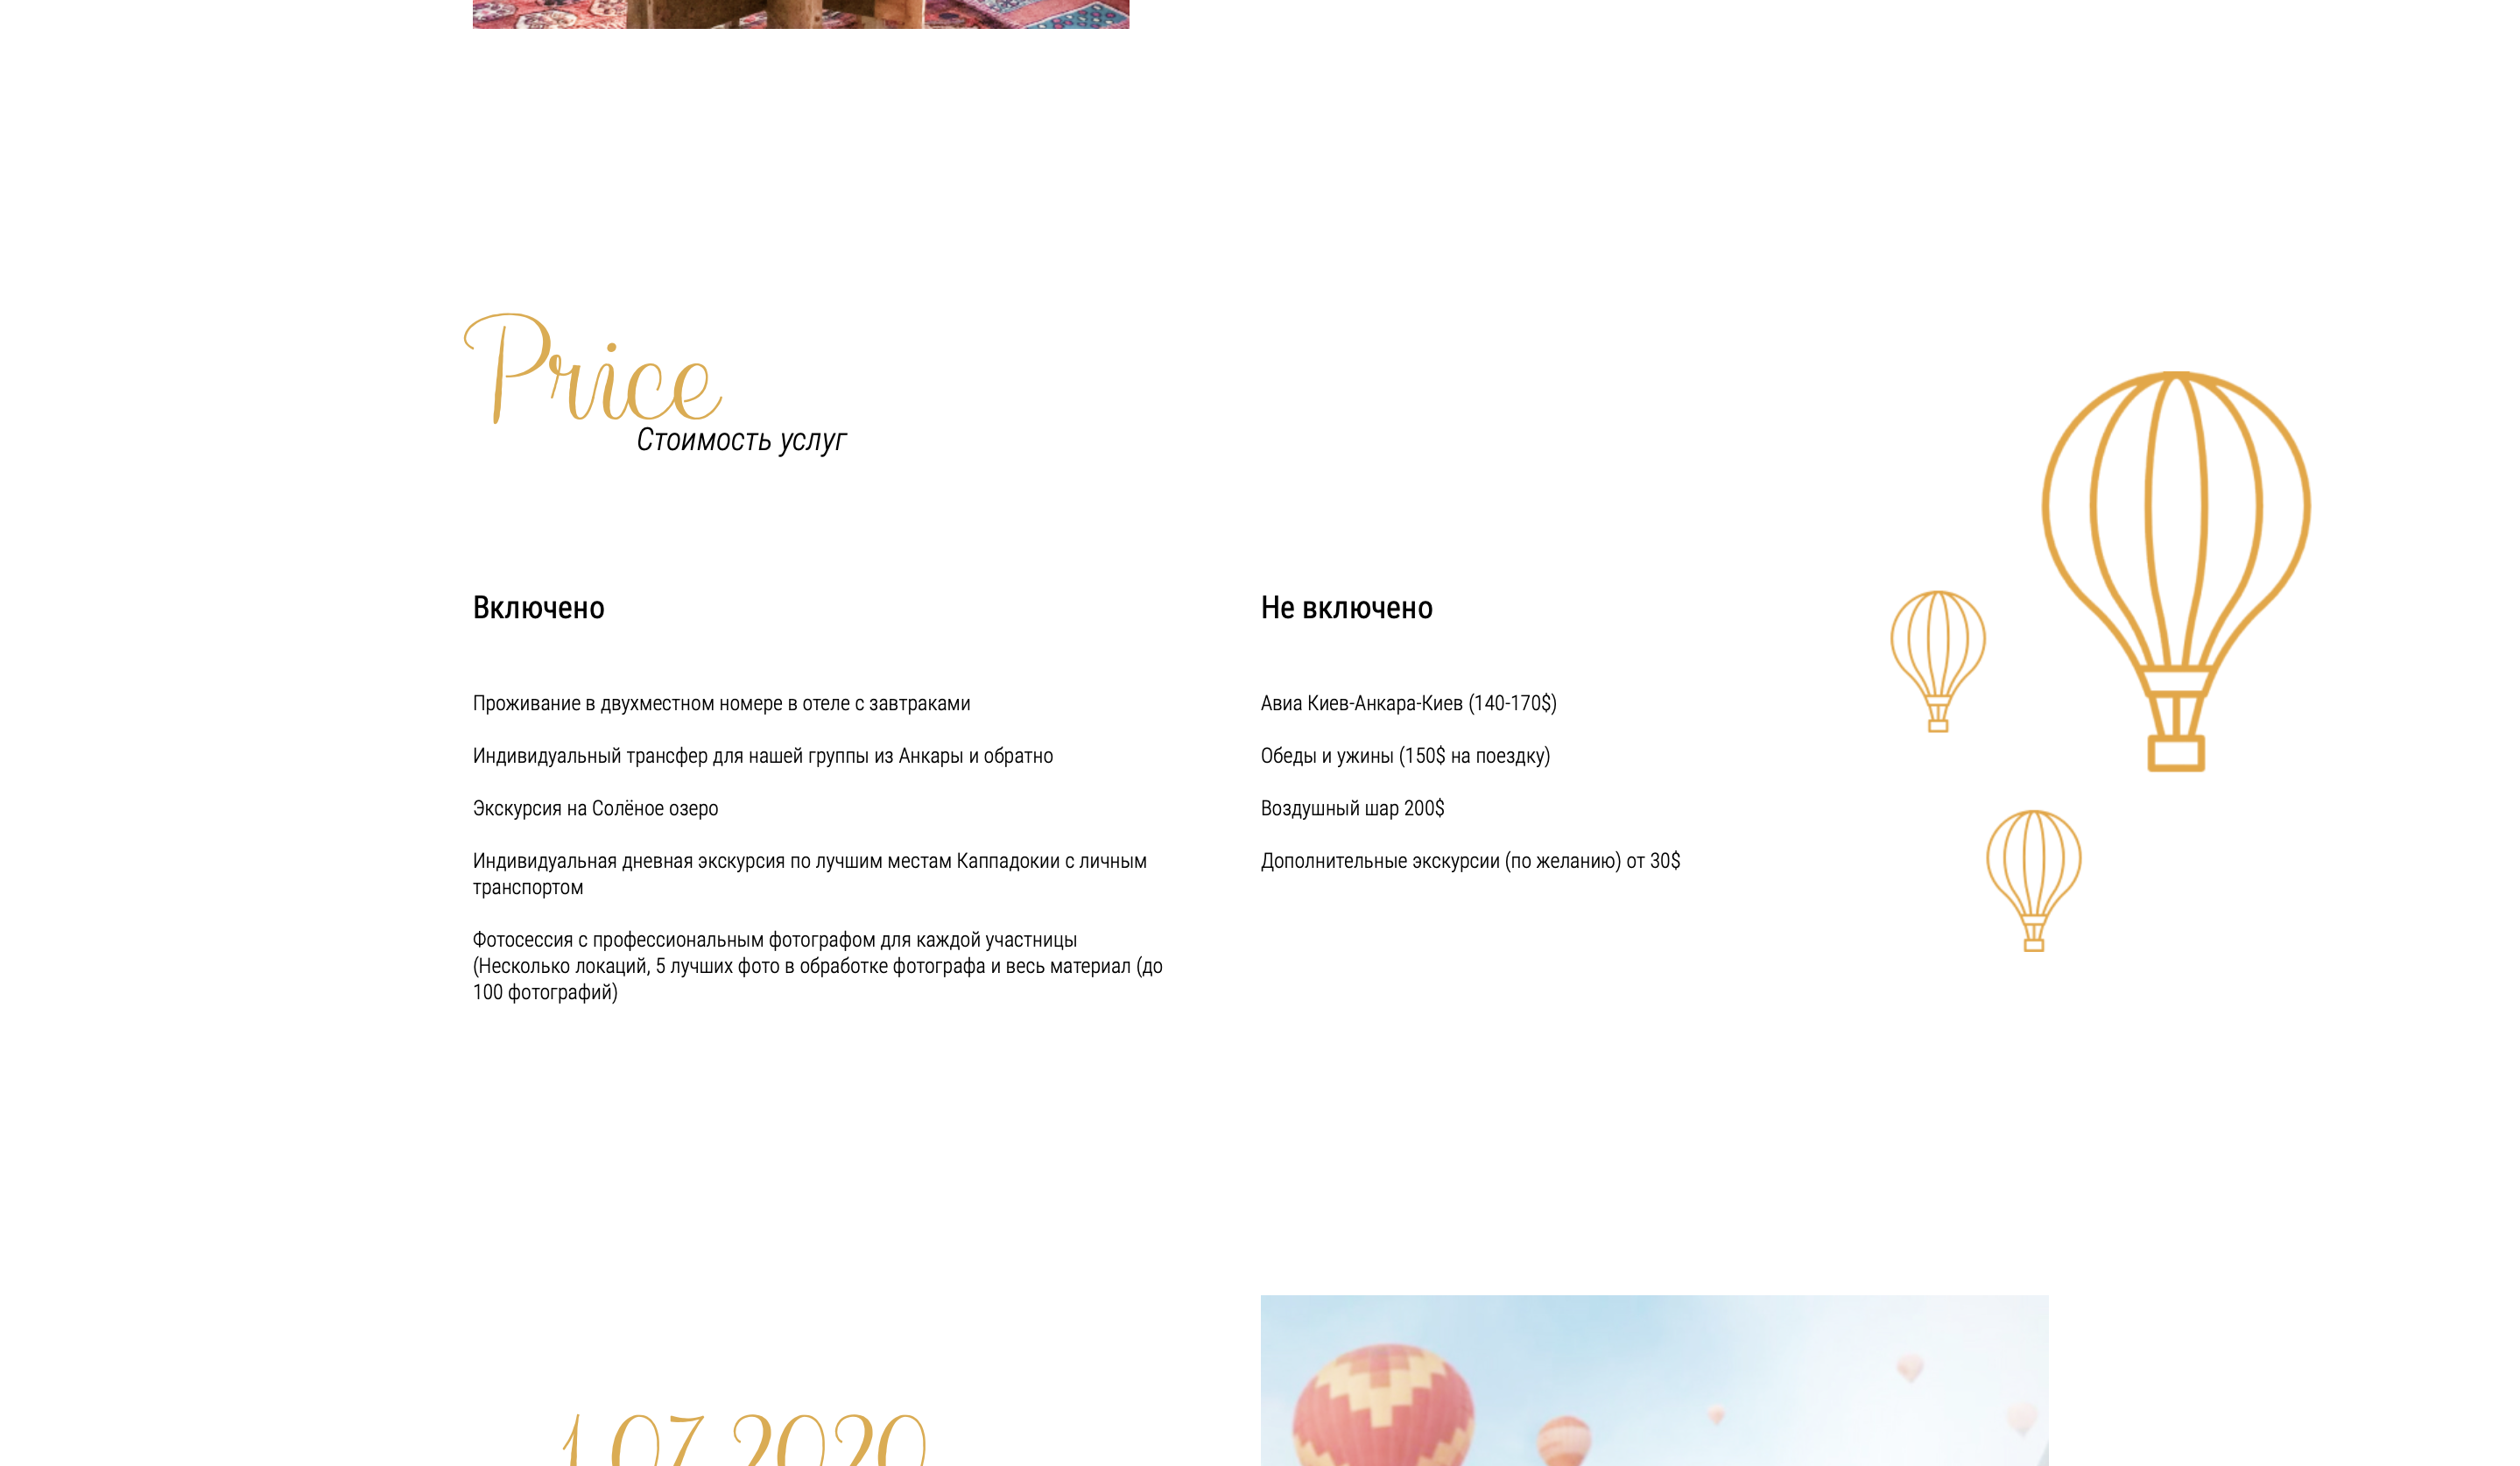 Price
Стоимость услуг
Включено
Проживание в двухместном номере в отеле с завтраками
Индивидуальный трансфер для нашей группы из Анкары и обратно
Экскурсия на Солёное озеро
Индивидуальная дневная экскурсия по лучшим местам Каппадокии с личным
транспортом
Фотосессия с профессиональным фотографом для каждой участницы
(Несколько локаций, 5 лучших фото в обработке фотографа и весь материал (до
100 фотографий)
Не включено
Авиа Киев-Анкара-Киев (140-170$)
Обеды и ужины (150$ на поездку)
Воздушный шар 200$
Дополнительные экскурсии (по желанию) от 30$
1.07.2020